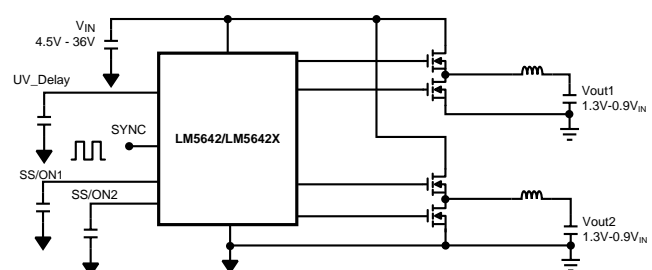 VIN
4.5V - 36V
UV_Delay
SYNC
LM5642/LM5642X
SS/ON1
SS/ON2
Vout1
1.3V-0.9VIN
Vout2
1.3V-0.9VIN